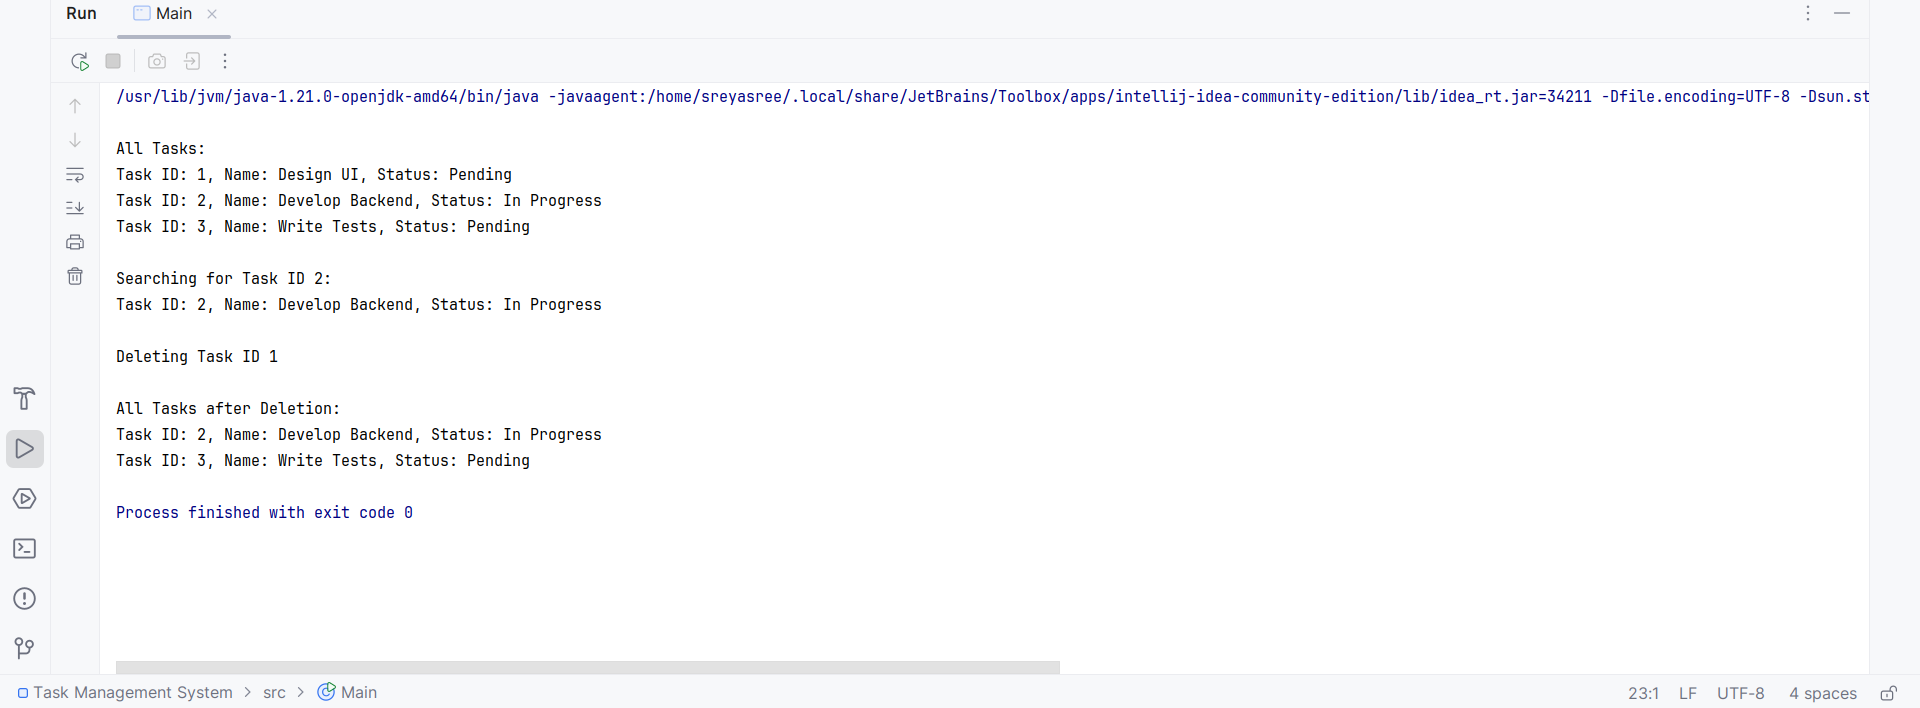 Run Main
/usr/lib/jvm/java-1.21.0-openjdk-amd64/bin/java -javaagent:/home/sreyasree/.local/share/JetBrains/Toolbox/apps/intellij-idea-community-edition/lib/idea_rt.jar=34211 -Dfile.encoding=UTF-8 -Dsun.st
All Tasks:
Task ID: 1, Name: Design UI, Status: Pending
Task ID: 2, Name: Develop Backend, Status: In Progress
Task ID: 3, Name: Write Tests, Status: Pending
Searching for Task ID 2:
Task ID: 2, Name: Develop Backend, Status: In Progress
Deleting Task ID 1
All Tasks after Deletion:
Task ID: 2, Name: Develop Backend, Status: In Progress
Task ID: 3, Name: Write Tests, Status: Pending
Process finished with exit code 0
Task Management System > src > Main 23:1 LF UTF-8 4 spaces